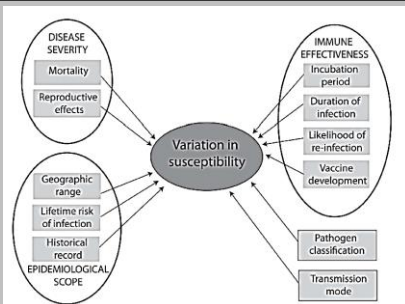 DISEASE
SEVERITY
Mortality
Reproductive
effects
IMMUNE
EFFECTIVENESS
Incubation
period
Duration of
infection
Likelihood of
re-infection
Vaccine
development
Variation in
susceptibility
Geographic
range
Lifetime risk
of infection
Historical
record
EPIDEMIOLOGICAL
SCOPE
Pathogen
classification
Transmission
mode